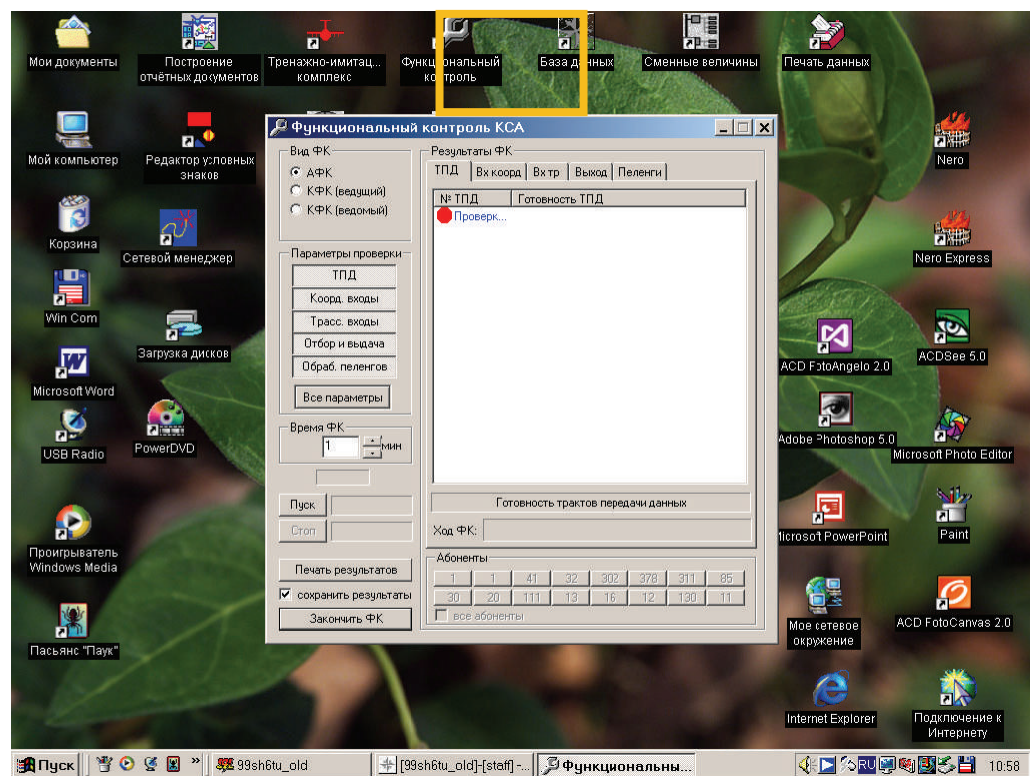 Мои документы
Построение
отчётных документов
Тренажно-имитац...
комплекс
Функциональный
контроль
База данных
Сменные величины
Печать данных
Мой компьютер
Редактор условных
знаков
Nero
Корзина
Сетевой менеджер
Nero Express
Win Com
Загрузка дисков
ACD FotoAngelo 2.0
ACDSee 5.0
Microsoft Word
USB Radio
PowerDVD
Adobe Photoshop 5.0
Microsoft Photo Editor
Проигрыватель
Windows Media
Microsoft PowerPoint
Paint
Пасьянс "Паук"
Мое сетевое
окружение
ACD FotoCanvas 2.0
Internet Explorer
Подключение к
Интернету
Функциональный контроль КСА
Вид ФК
АФК
КФК (ведущий)
КФК (ведомый)
Параметры проверки
ТПД
Коорд. входы
Трасс. входы
Отбор и выдача
Обраб. пеленгов
Все параметры
Время ФК
1 мин
Пуск
Стоп
Печать результатов
сохранить результаты
Закончить ФК
Результаты ФК
ТПД Вх коорд Вх тр Выход Пеленги
№ ТПД Готовность ТПД
Проверк...
Готовность трактов передачи данных
Ход ФК:
Абоненты
1 1 41 32 302 378 311 85
30 20 111 13 16 12 130 11
все абоненты
Пуск » 99sh6tu_old [99sh6tu_old]-[staff] -... Функциональны... RU 10:58